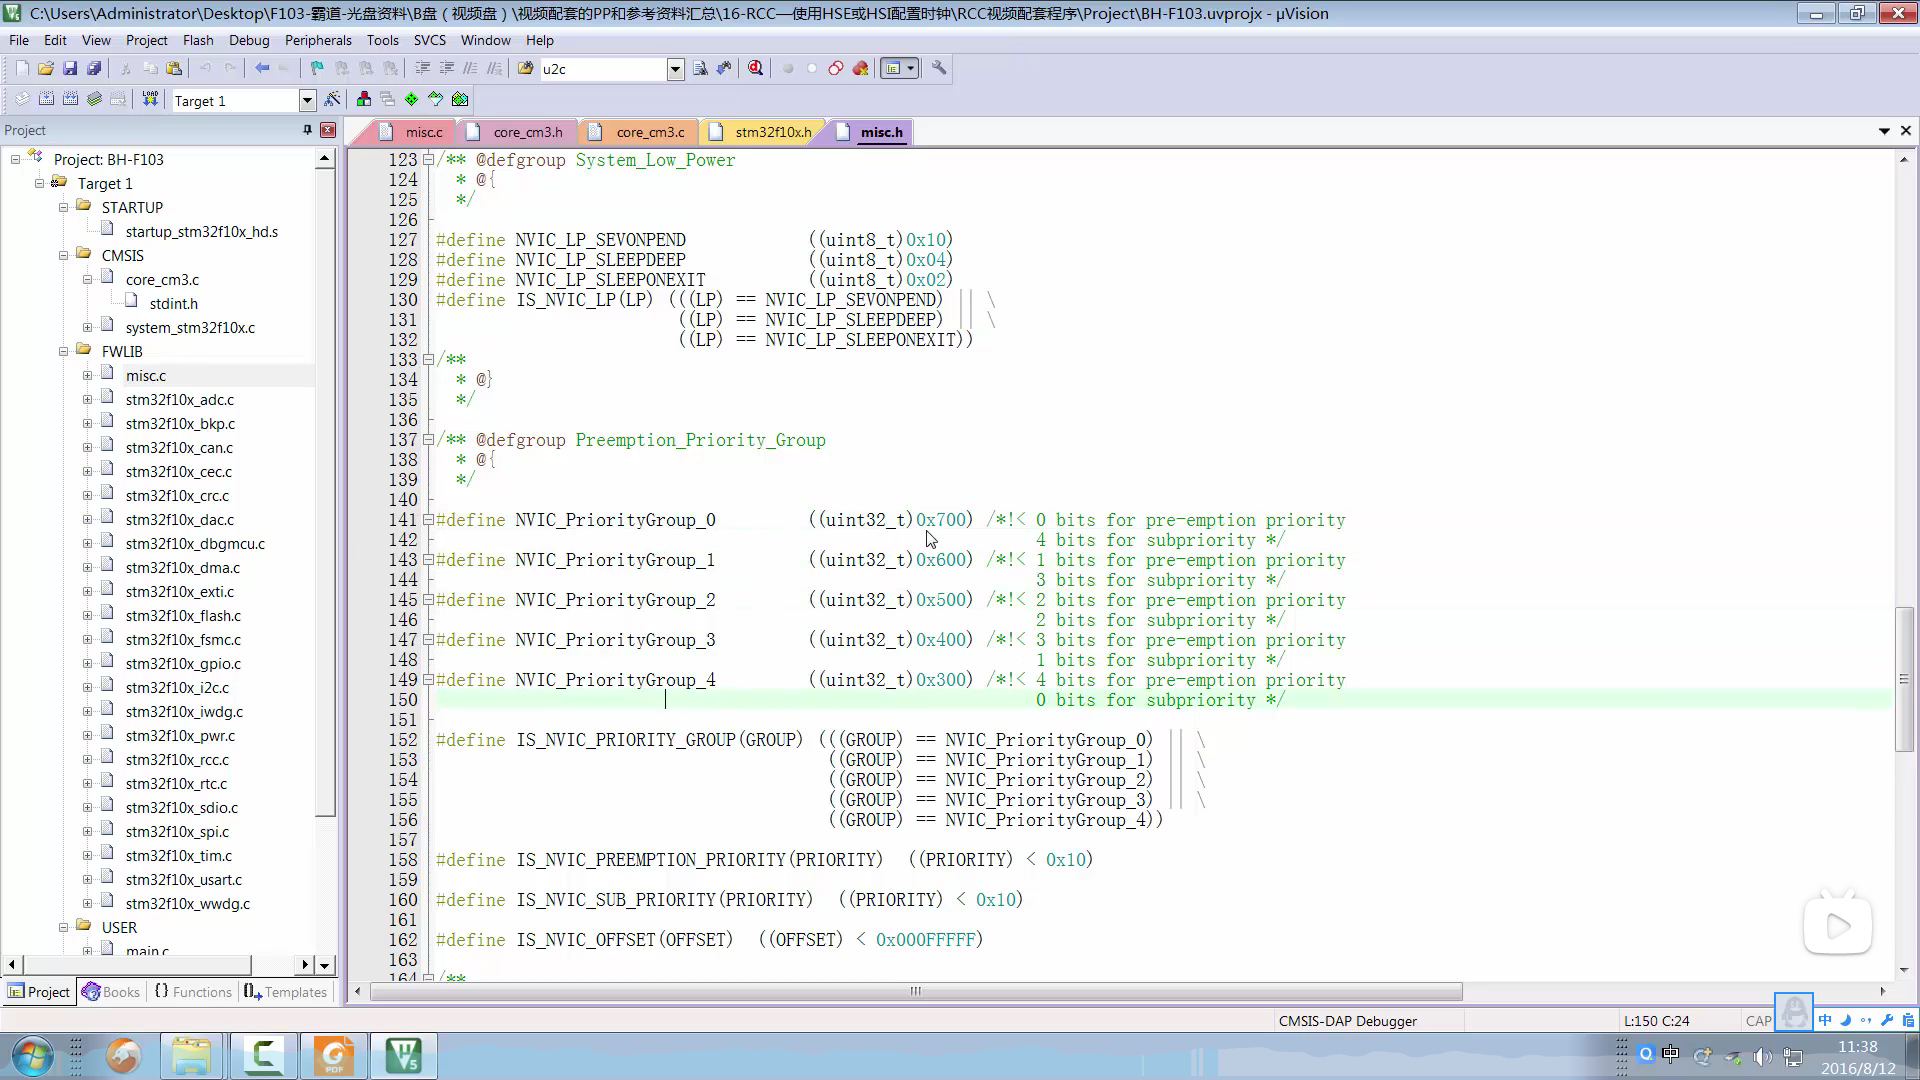 C:\Users\Administrator\Desktop\F103-霸道-光盘资料\B盘（视频盘）\视频配套的PP和参考资料汇总\16-RCC—使用HSE或HSI配置时钟\RCC视频配套程序\Project\BH-F103.uvprojx - µVision
File Edit View Project Flash Debug Peripherals Tools SVCS Window Help
u2c
Target 1
Project
misc.c core_cm3.h core_cm3.c stm32f10x.h misc.h
Project: BH-F103
Target 1
STARTUP
startup_stm32f10x_hd.s
CMSIS
core_cm3.c
stdint.h
system_stm32f10x.c
FWLIB
misc.c
stm32f10x_adc.c
stm32f10x_bkp.c
stm32f10x_can.c
stm32f10x_cec.c
stm32f10x_crc.c
stm32f10x_dac.c
stm32f10x_dbgmcu.c
stm32f10x_dma.c
stm32f10x_exti.c
stm32f10x_flash.c
stm32f10x_fsmc.c
stm32f10x_gpio.c
stm32f10x_i2c.c
stm32f10x_iwdg.c
stm32f10x_pwr.c
stm32f10x_rcc.c
stm32f10x_rtc.c
stm32f10x_sdio.c
stm32f10x_spi.c
stm32f10x_tim.c
stm32f10x_usart.c
stm32f10x_wwdg.c
USER
main.c
Project Books Functions Templates
123 /** @defgroup System_Low_Power
124 * @{
125 */
126
127 #define NVIC_LP_SEVONPEND ((uint8_t)0x10)
128 #define NVIC_LP_SLEEPDEEP ((uint8_t)0x04)
129 #define NVIC_LP_SLEEPONEXIT ((uint8_t)0x02)
130 #define IS_NVIC_LP(LP) (((LP) == NVIC_LP_SEVONPEND) || \
131 ((LP) == NVIC_LP_SLEEPDEEP) || \
132 ((LP) == NVIC_LP_SLEEPONEXIT))
133 /**
134 * @}
135 */
136
137 /** @defgroup Preemption_Priority_Group
138 * @{
139 */
140
141 #define NVIC_PriorityGroup_0 ((uint32_t)0x700) /*!< 0 bits for pre-emption priority
142 4 bits for subpriority */
143 #define NVIC_PriorityGroup_1 ((uint32_t)0x600) /*!< 1 bits for pre-emption priority
144 3 bits for subpriority */
145 #define NVIC_PriorityGroup_2 ((uint32_t)0x500) /*!< 2 bits for pre-emption priority
146 2 bits for subpriority */
147 #define NVIC_PriorityGroup_3 ((uint32_t)0x400) /*!< 3 bits for pre-emption priority
148 1 bits for subpriority */
149 #define NVIC_PriorityGroup_4 ((uint32_t)0x300) /*!< 4 bits for pre-emption priority
150 0 bits for subpriority */
151
152 #define IS_NVIC_PRIORITY_GROUP(GROUP) (((GROUP) == NVIC_PriorityGroup_0) || \
153 ((GROUP) == NVIC_PriorityGroup_1) || \
154 ((GROUP) == NVIC_PriorityGroup_2) || \
155 ((GROUP) == NVIC_PriorityGroup_3) || \
156 ((GROUP) == NVIC_PriorityGroup_4))
157
158 #define IS_NVIC_PREEMPTION_PRIORITY(PRIORITY) ((PRIORITY) < 0x10)
159
160 #define IS_NVIC_SUB_PRIORITY(PRIORITY) ((PRIORITY) < 0x10)
161
162 #define IS_NVIC_OFFSET(OFFSET) ((OFFSET) < 0x000FFFFF)
163
164 /**
CMSIS-DAP Debugger L:150 C:24 CAP 中
中 11:38
2016/8/12